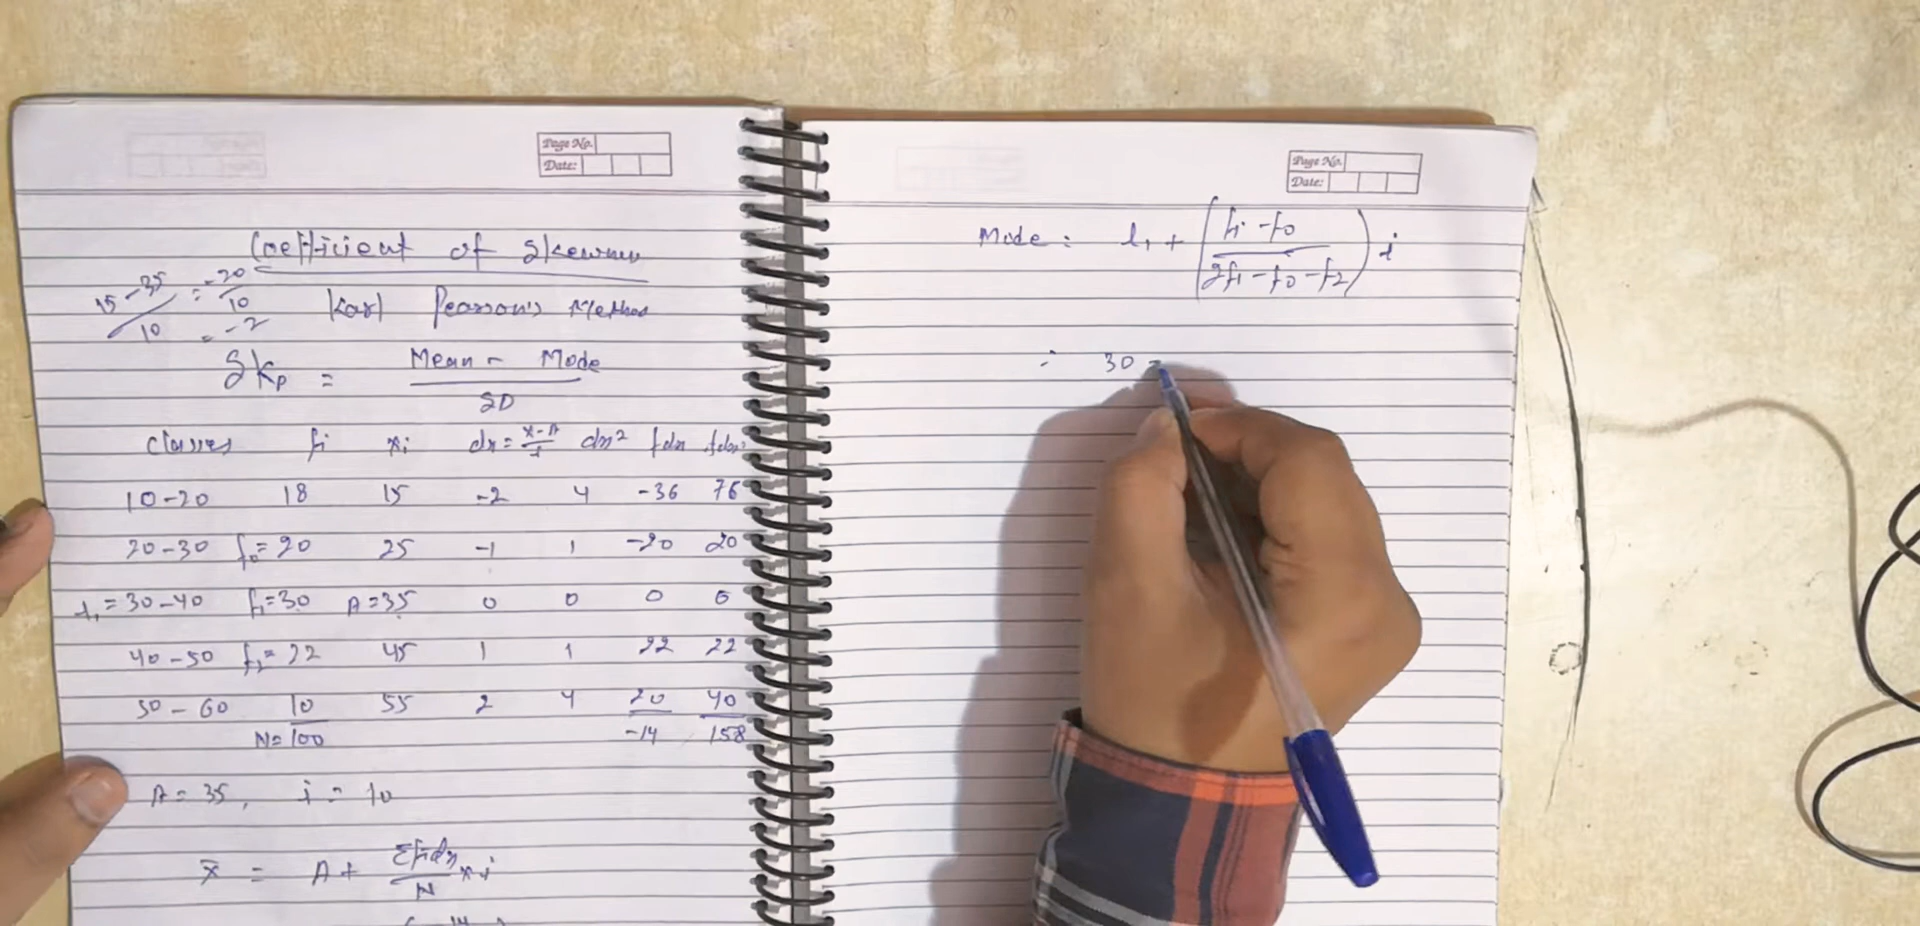 Page No.
Date:
Coefficient of Skewness
15-35/10 = -20/10
= -2
Karl Pearson's Method
SKp = Mean - Mode / SD
classes fi xi dx = x-A/i dx² fdx fdx²
10-20 18 15 -2 4 -36 76
20-30 f0=20 25 -1 1 -20 20
l1=30-40 f1=30 A=35 0 0 0 0
40-50 f2=22 45 1 1 22 22
50-60 10 55 2 4 20 40
N=100 -14 158
A=35, i=10
x̄ = A+ Σfidx/N × i
Page No.
Date:
Mode : l1 + (fi-f0 / 2f1-f0-f2) i
30